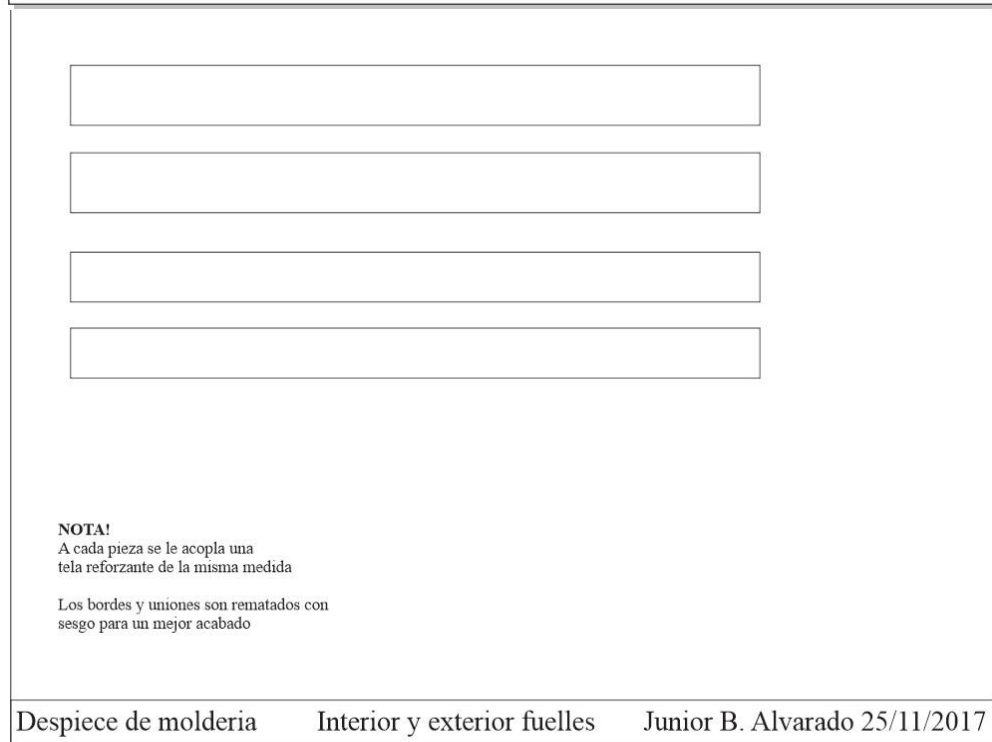 NOTA!
A cada pieza se le acopla una
tela reforzante de la misma medida
Los bordes y uniones son rematados con
sesgo para un mejor acabado
Despiece de molderia Interior y exterior fuelles Junior B. Alvarado 25/11/2017